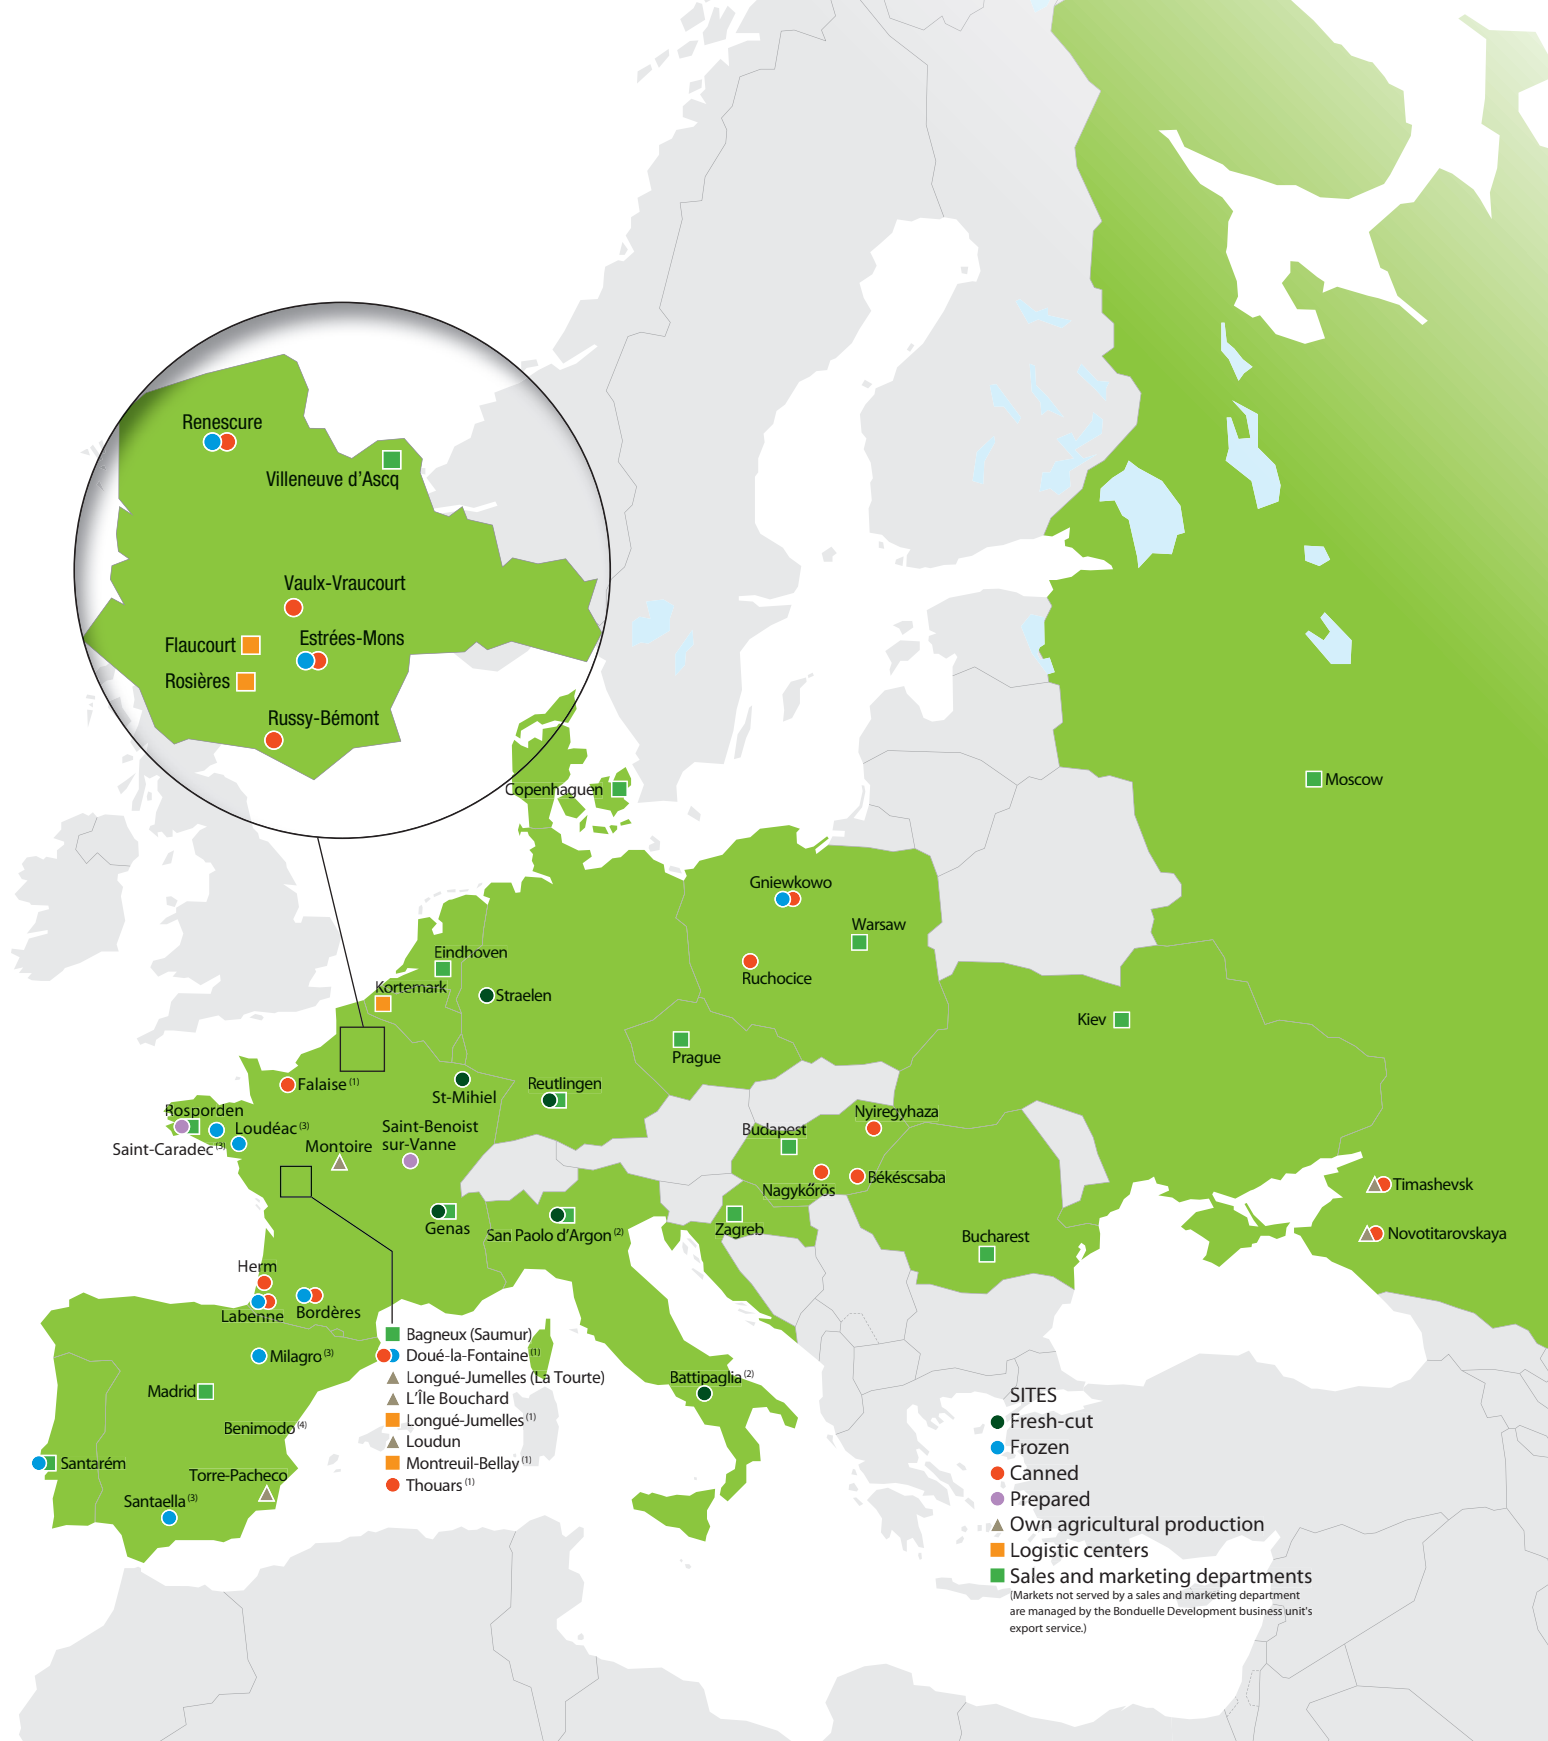 Renescure
Villeneuve d'Ascq
Vaulx-Vraucourt
Flaucourt
Estrées-Mons
Rosières
Russy-Bémont
Copenhaguen
Moscow
Gniewkowo
Warsaw
Eindhoven
Ruchocice
Kortemark
Straelen
Kiev
Prague
Falaise (1)
St-Mihiel
Reutlingen
Rosporden
Nyiregyhaza
Loudéac (3)
Saint-Benoist
sur-Vanne
Budapest
Saint-Caradec (3)
Montoire
Békéscsaba
Nagykőrös
Timashevsk
Genas
San Paolo d'Argon (2)
Zagreb
Bucharest
Novotitarovskaya
Herm
Labenne
Bordères
Bagneux (Saumur)
Doué-la-Fontaine (1)
Longué-Jumelles (La Tourte)
L'Île Bouchard
Longué-Jumelles (1)
Loudun
Montreuil-Bellay (1)
Thouars (1)
Milagro (3)
Madrid
Battipaglia (2)
Benimodo (4)
Santarém
Torre-Pacheco
Santaella (3)
SITES
Fresh-cut
Frozen
Canned
Prepared
Own agricultural production
Logistic centers
Sales and marketing departments
(Markets not served by a sales and marketing department
are managed by the Bonduelle Development business unit's
export service.)